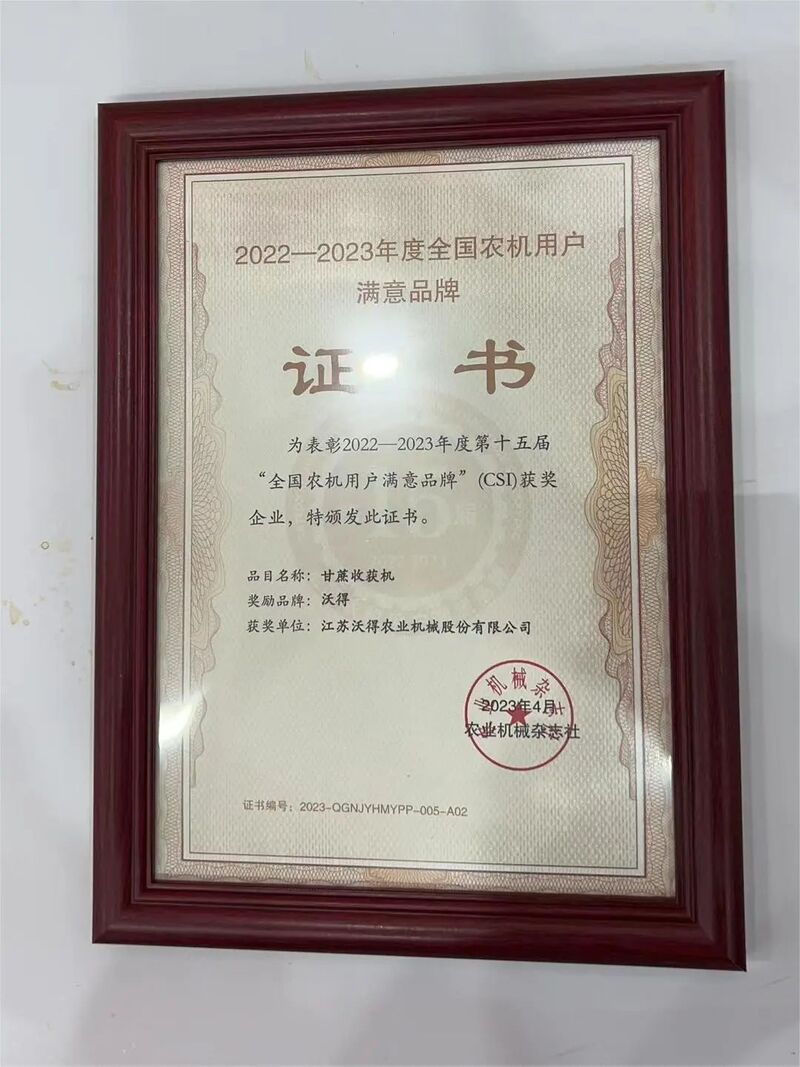 2022—2023年度全国农机用户
满意品牌
证 书
为表彰2022—2023年度第十五届
“全国农机用户满意品牌”(CSI)获奖
企业，特颁发此证书。
品目名称：甘蔗收获机
奖励品牌：沃得
获奖单位：江苏沃得农业机械股份有限公司
机械杂
2023年4月
农业机械杂志社
证书编号：2023-QGNJYHMYPP-005-A02